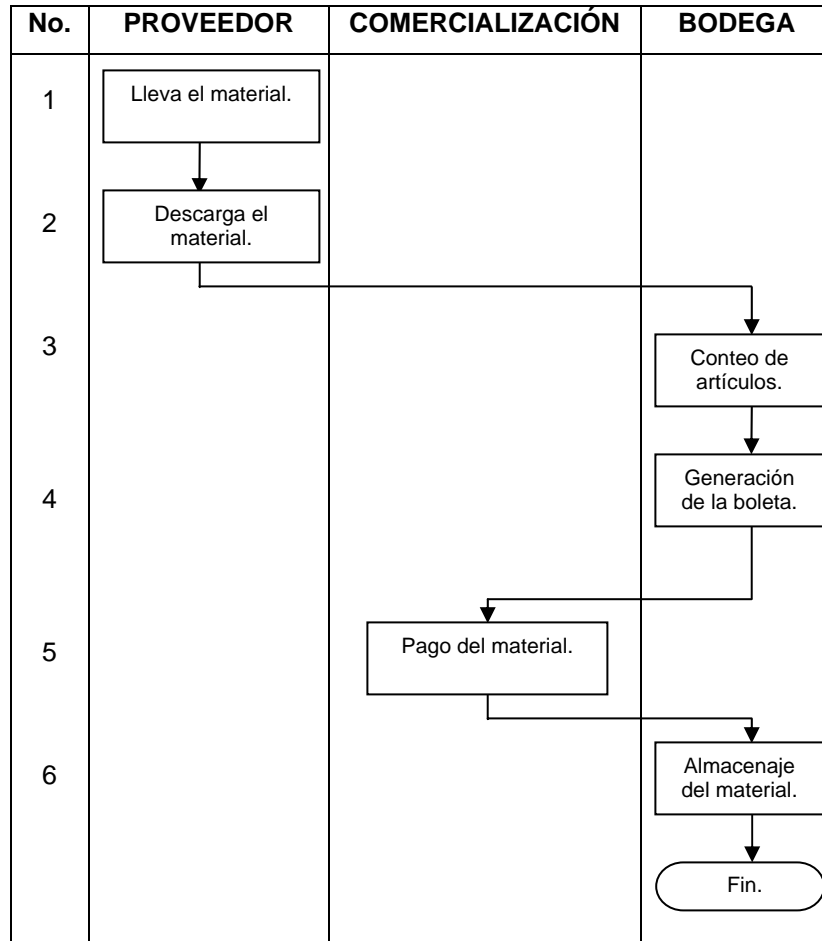 No. PROVEEDOR COMERCIALIZACIÓN BODEGA
1 Lleva el material.
2 Descarga el
material.
3 Conteo de
artículos.
4 Generación
de la boleta.
5 Pago del material.
6 Almacenaje
del material.
Fin.